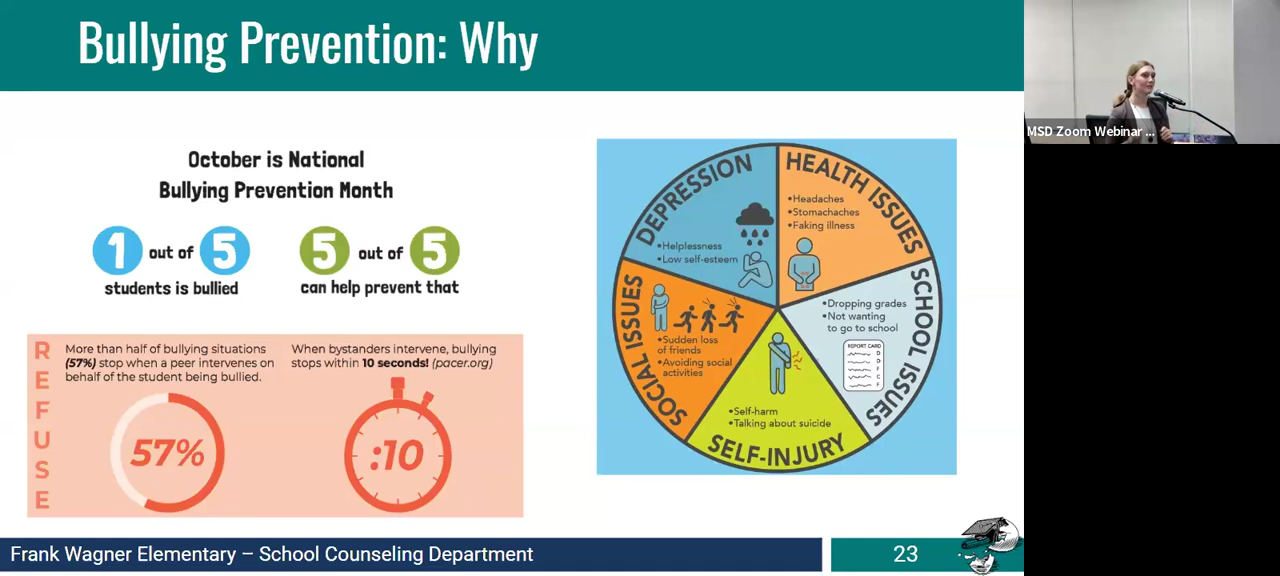 Bullying Prevention: Why
MSD Zoom Webinar ...
October is National
Bullying Prevention Month
1 out of 5
students is bullied
5 out of 5
can help prevent that
REFUSE
More than half of bullying situations
(57%) stop when a peer intervenes on
behalf of the student being bullied.
57%
When bystanders intervene, bullying
stops within 10 seconds! (pacer.org)
:10
DEPRESSION
•Helplessness
•Low self-esteem
HEALTH ISSUES
•Headaches
•Stomachaches
•Faking illness
SCHOOL ISSUES
•Dropping grades
•Not wanting
to go to school
REPORT CARD
D
D
F
C
F
SELF-INJURY
•Self-harm
•Talking about suicide
SOCIAL ISSUES
•Sudden loss
of friends
•Avoiding social
activities
Frank Wagner Elementary – School Counseling Department
23